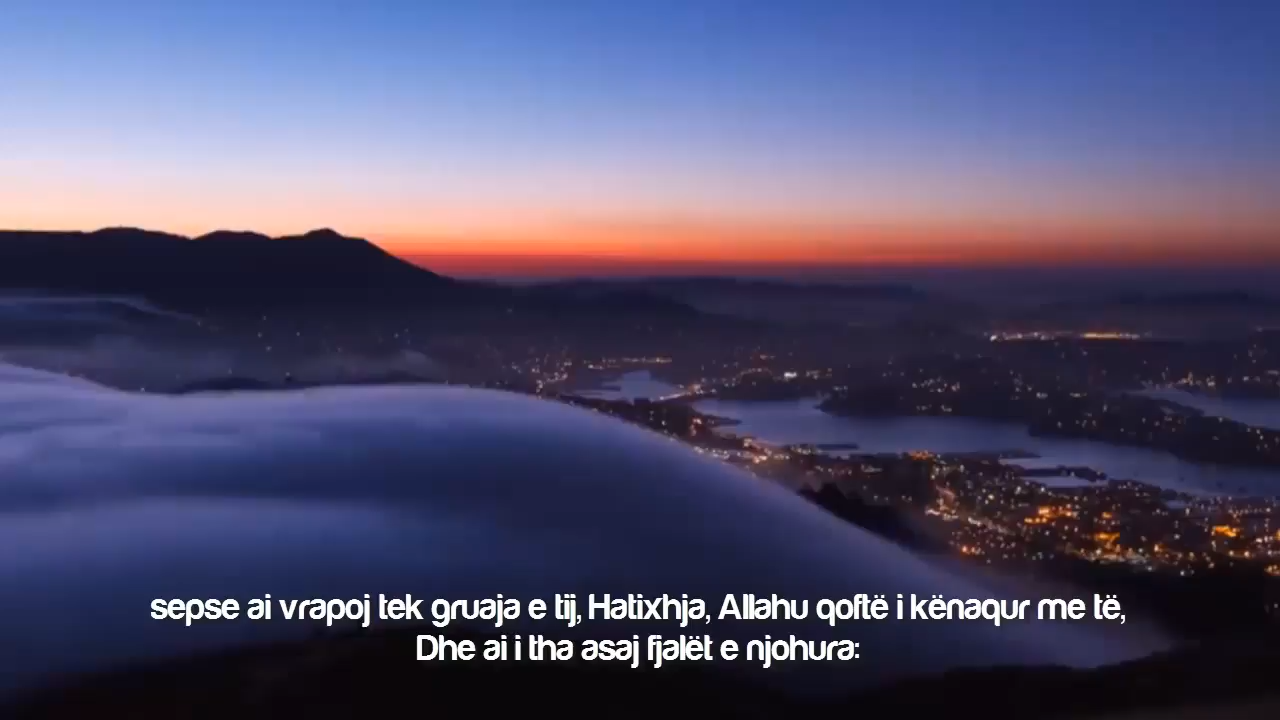 sepse ai vrapoj tek gruaja e tij, Hatixhja, Allahu qoftë i kënaqur me të,
Dhe ai i tha asaj fjalët e njohura: